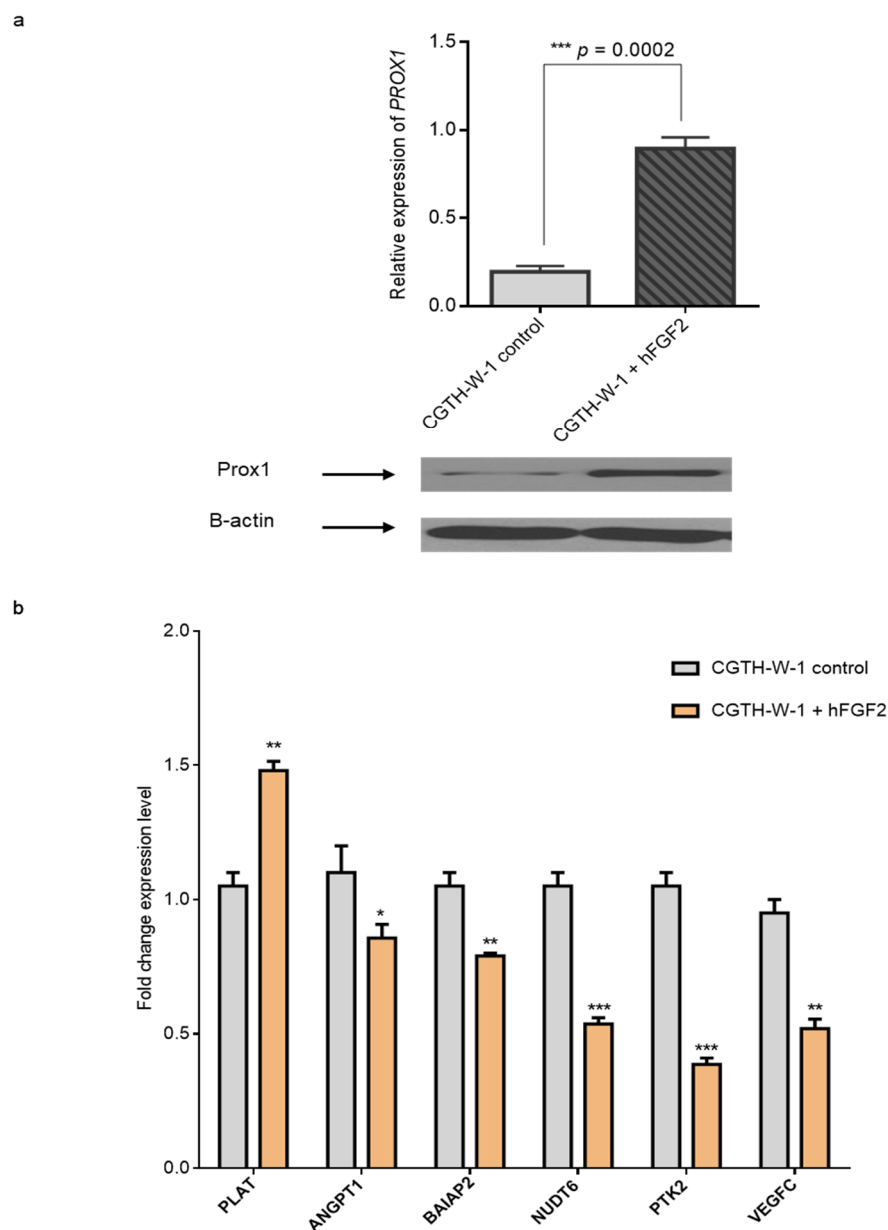 a
*** p = 0.0002
Relative expression of PROX1
1.5
1.0
0.5
0.0
CGTH-W-1 control
CGTH-W-1 + hFGF2
Prox1
B-actin
b
Fold change expression level
2.0
1.5
1.0
0.5
0.0
CGTH-W-1 control
CGTH-W-1 + hFGF2
**
*
**
***
***
**
PLAT
ANGPT1
BAIAP2
NUDT6
PTK2
VEGFC